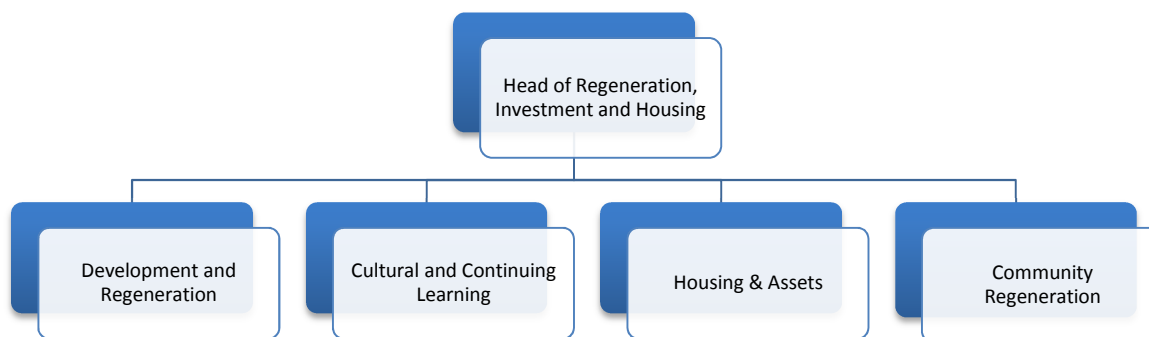 Head of Regeneration,
Investment and Housing
Development and
Regeneration
Cultural and Continuing
Learning
Housing & Assets
Community
Regeneration